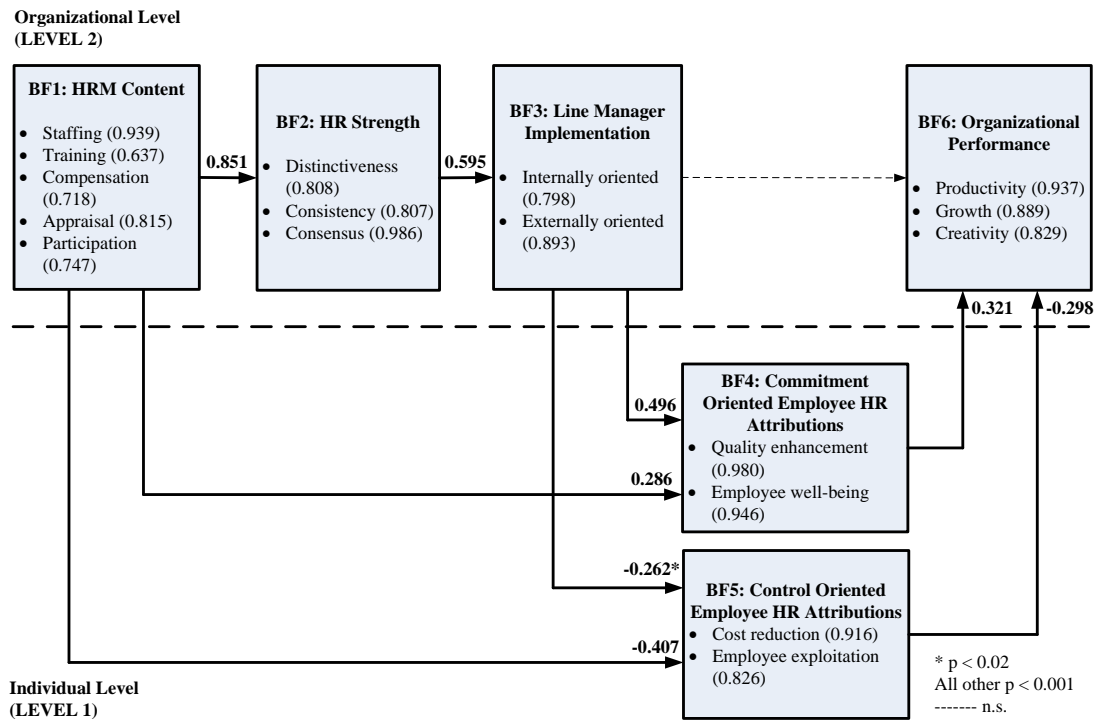 Organizational Level
(LEVEL 2)
BF1: HRM Content
• Staffing (0.939)
• Training (0.637)
• Compensation
(0.718)
• Appraisal (0.815)
• Participation
(0.747)
0.851
BF2: HR Strength
• Distinctiveness
(0.808)
• Consistency (0.807)
• Consensus (0.986)
0.595
BF3: Line Manager
Implementation
• Internally oriented
(0.798)
• Externally oriented
(0.893)
BF6: Organizational
Performance
• Productivity (0.937)
• Growth (0.889)
• Creativity (0.829)
0.321
-0.298
0.496
0.286
BF4: Commitment
Oriented Employee HR
Attributions
• Quality enhancement
(0.980)
• Employee well-being
(0.946)
-0.262*
-0.407
BF5: Control Oriented
Employee HR Attributions
• Cost reduction (0.916)
• Employee exploitation
(0.826)
* p < 0.02
All other p < 0.001
------- n.s.
Individual Level
(LEVEL 1)